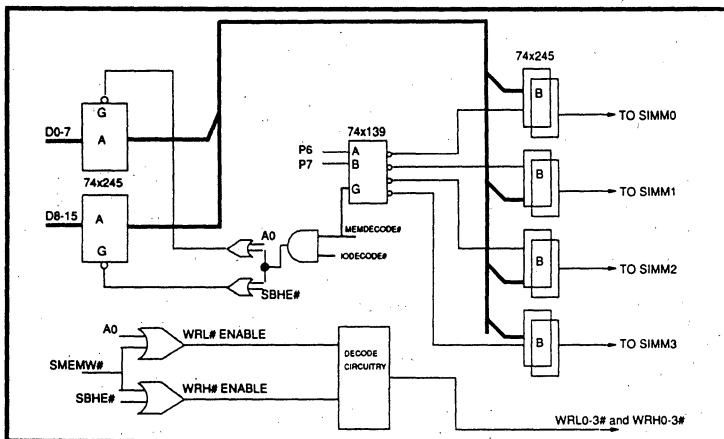 74x245
G
B
TO SIMM0
D0-7
A
74x139
P6
A
P7
B
74x245
G
B
TO SIMM1
D8-15
A
A0
MEMDECODE#
G
IODECODE#
B
TO SIMM2
SBHE#
A0
WRL# ENABLE
DECODE
CIRCUITRY
B
TO SIMM3
SMEMW#
WRH# ENABLE
SBHE#
WRL0-3# and WRH0-3#